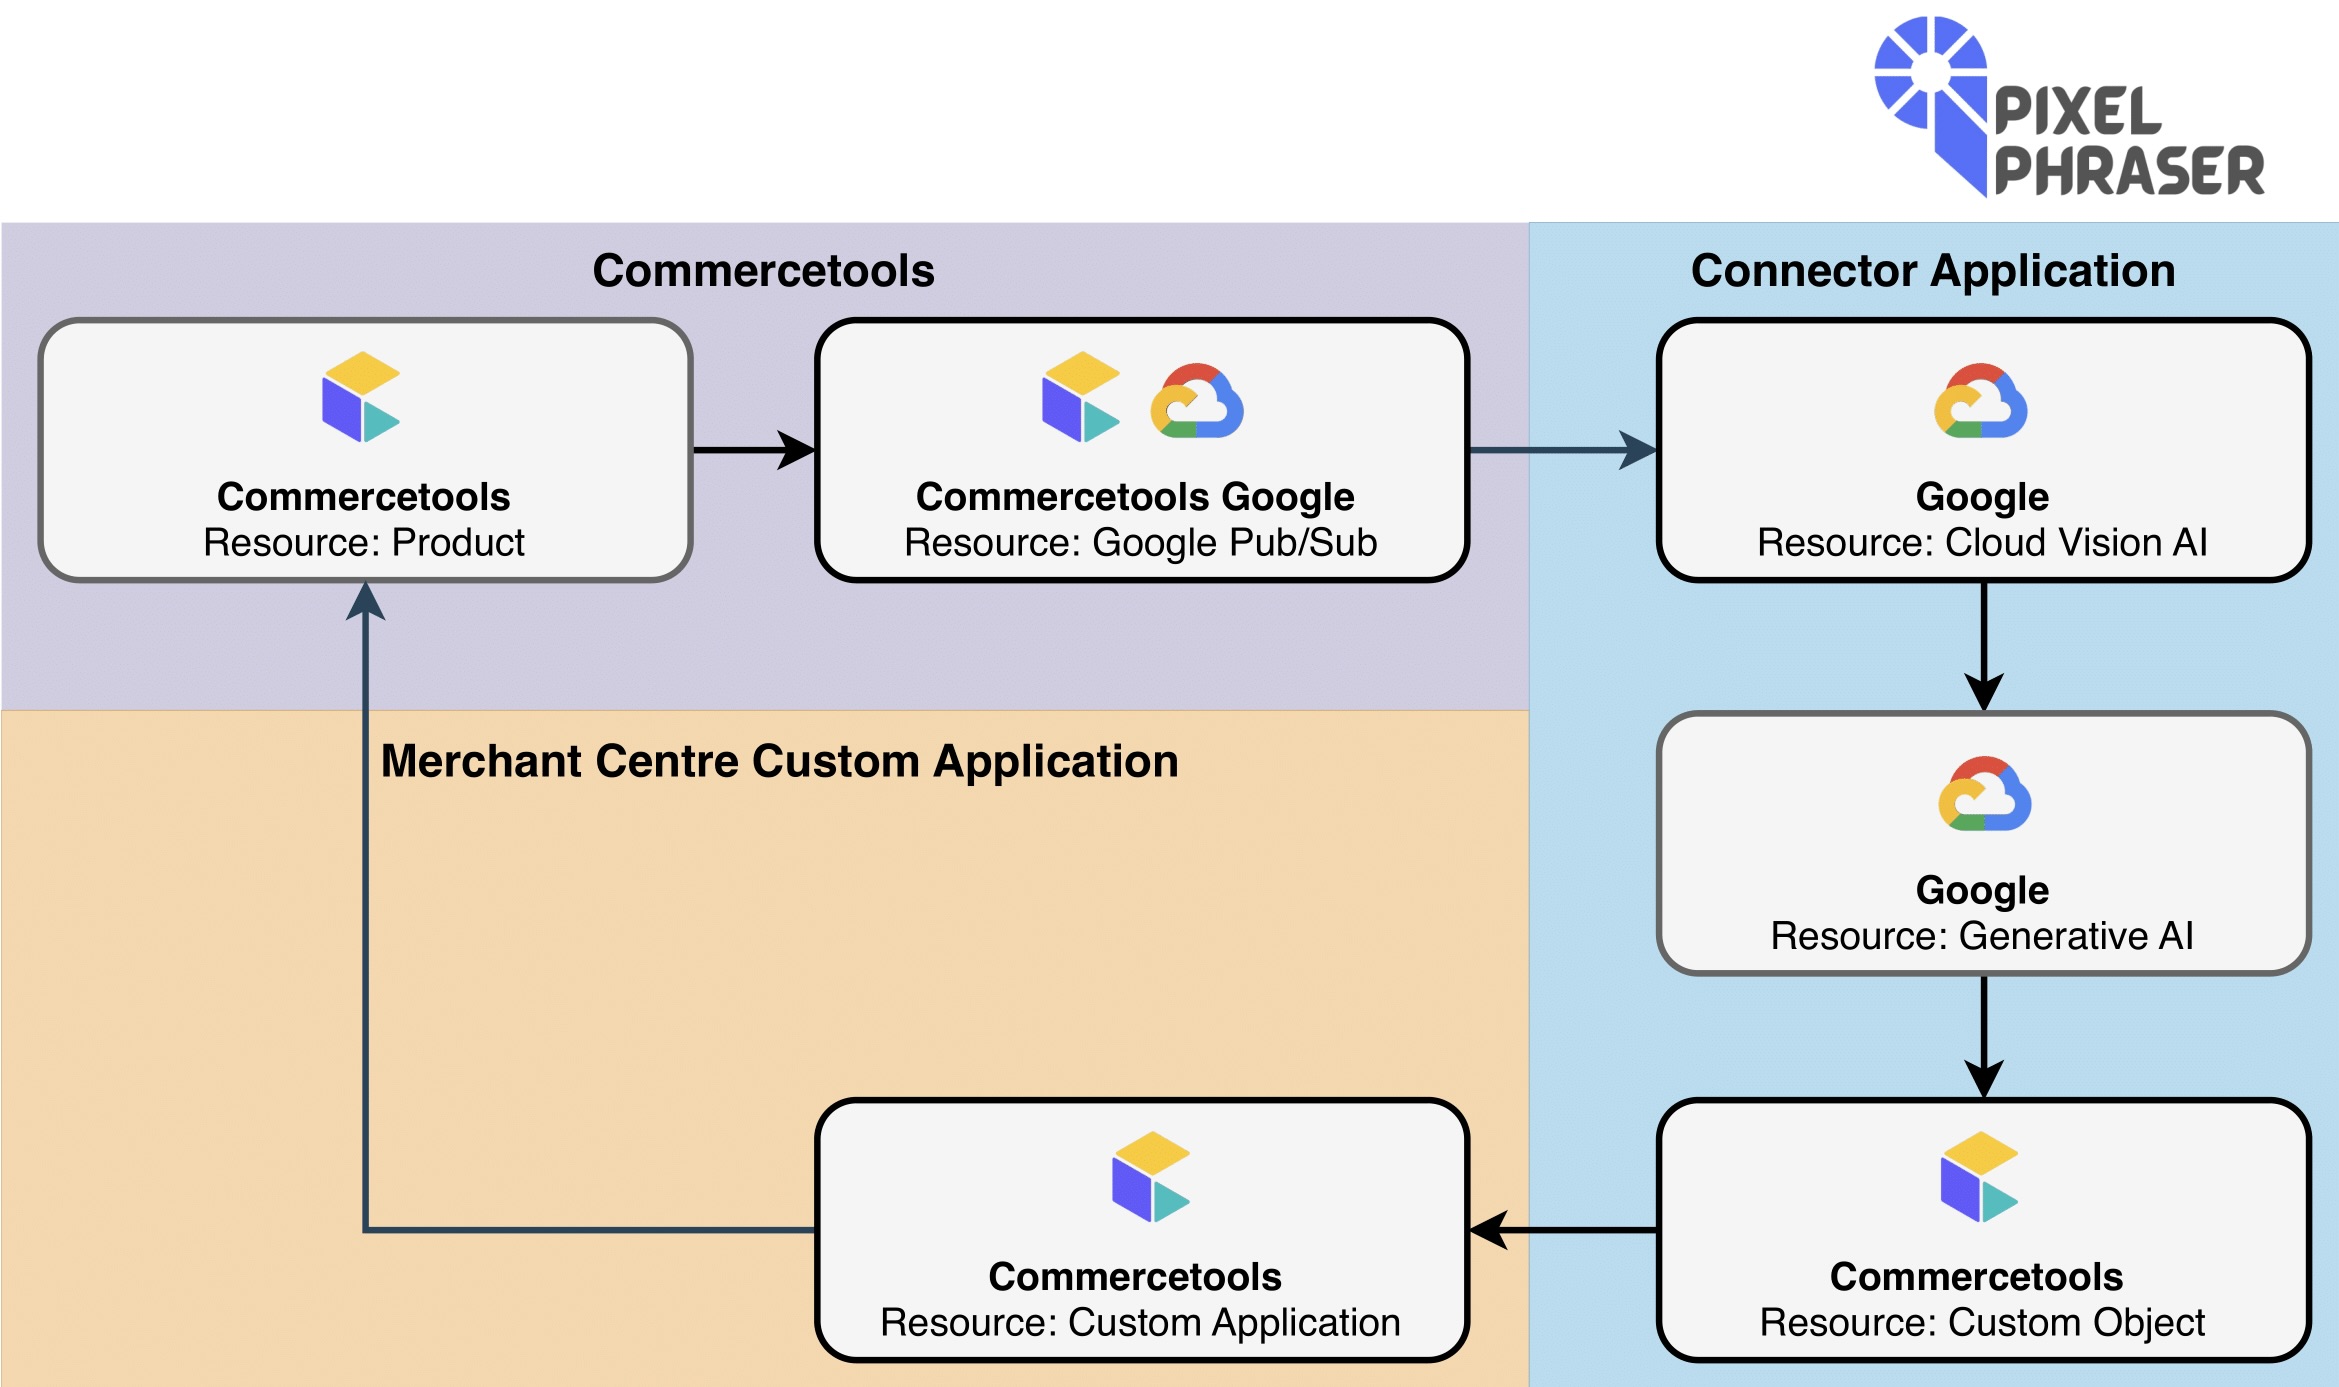 PIXEL
PHRASER
Commercetools
Connector Application
Commercetools
Resource: Product
Commercetools Google
Resource: Google Pub/Sub
Google
Resource: Cloud Vision AI
Merchant Centre Custom Application
Google
Resource: Generative AI
Commercetools
Resource: Custom Application
Commercetools
Resource: Custom Object